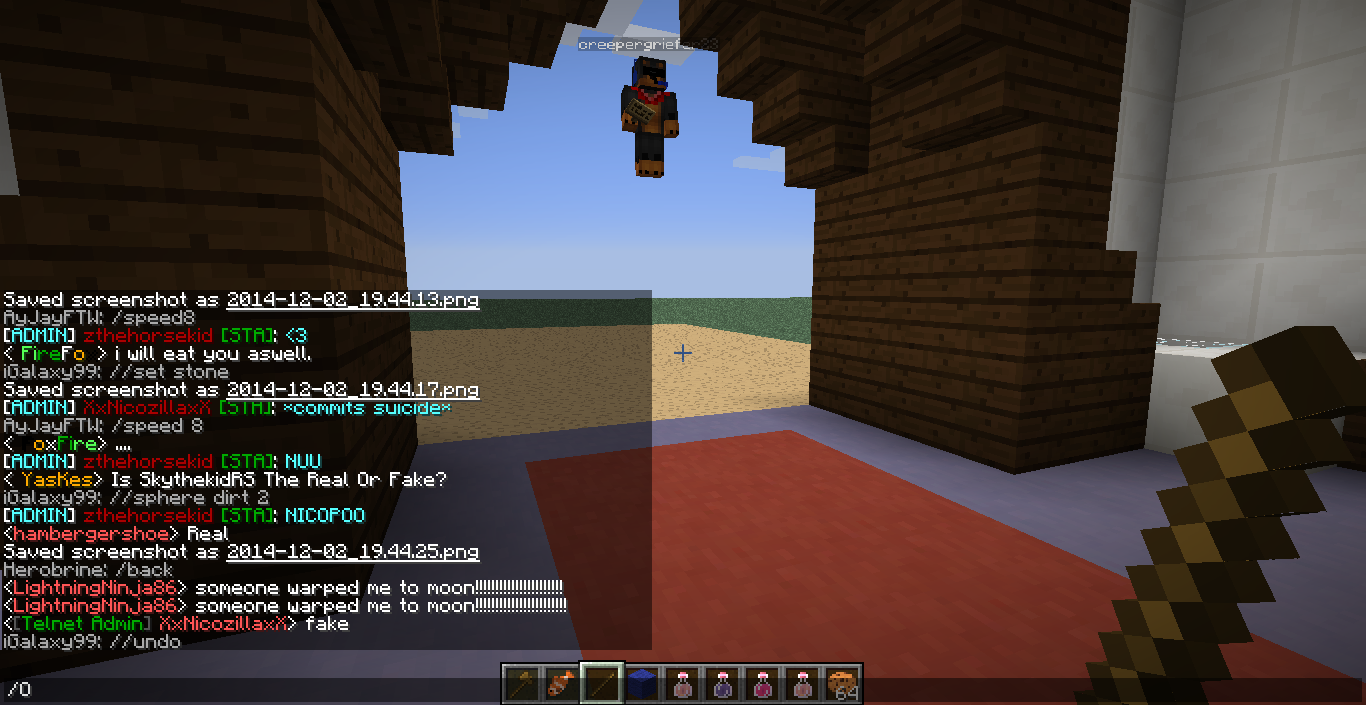 creepergriefer
Saved screenshot as 2014-12-02_19.44.13.png
AyJayFTW: /speed8
[ADMIN] zthehorsekid [STA]: <3
< FireFo > i will eat you aswell.
iGalaxy99: //set stone
Saved screenshot as 2014-12-02_19.44.17.png
[ADMIN] XxNicozillaxX [STA]: *commits suicide*
AyJayFTW: /speed 8
< oxFire> ....
[ADMIN] zthehorsekid [STA]: NUU
< YasKes> Is SkythekidRS The Real Or Fake?
iGalaxy99: //sphere dirt 2
[ADMIN] zthehorsekid [STA]: NICOPOO
<hambergershoe> Real
Saved screenshot as 2014-12-02_19.44.25.png
Herobrine: /back
<LightningNinja86> someone warped me to moon!!!!!!!!!!!!!!!!!!!!!!
<LightningNinja86> someone warped me to moon!!!!!!!!!!!!!!!!!!!!!!!
<[Telnet Admin] XxNicozillaxX> fake
iGalaxy99: //undo
/O
64